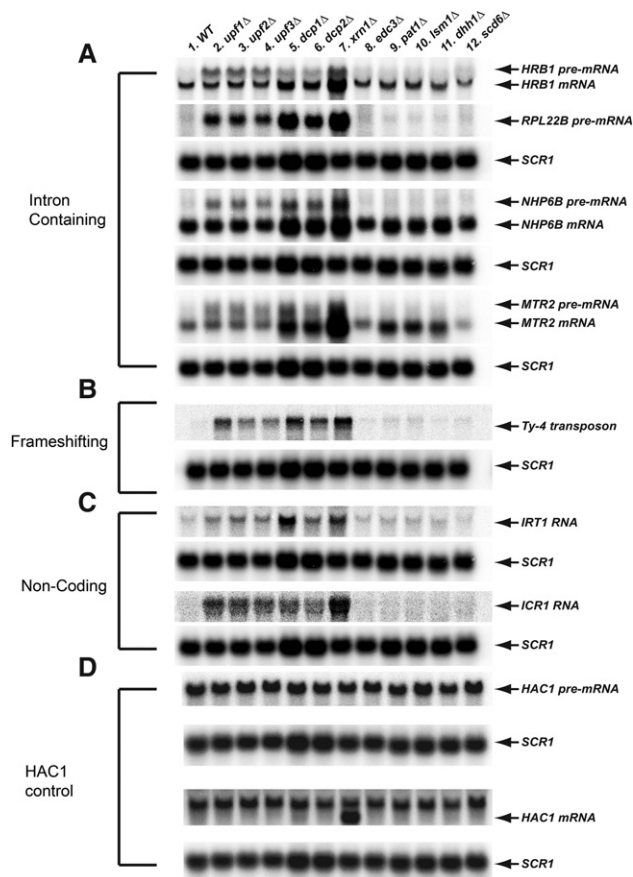 1. WT
2. upf1Δ
3. upf2Δ
4. upf3Δ
5. dcp1Δ
6. dcp2Δ
7. xrn1Δ
8. edc3Δ
9. pat1Δ
10. lsm1Δ
11. dhh1Δ
12. scd6Δ
A
Intron
Containing
HRB1 pre-mRNA
HRB1 mRNA
RPL22B pre-mRNA
SCR1
NHP6B pre-mRNA
NHP6B mRNA
SCR1
MTR2 pre-mRNA
MTR2 mRNA
SCR1
B
Frameshifting
Ty-4 transposon
SCR1
C
Non-Coding
IRT1 RNA
SCR1
ICR1 RNA
SCR1
D
HAC1
control
HAC1 pre-mRNA
SCR1
HAC1 mRNA
SCR1